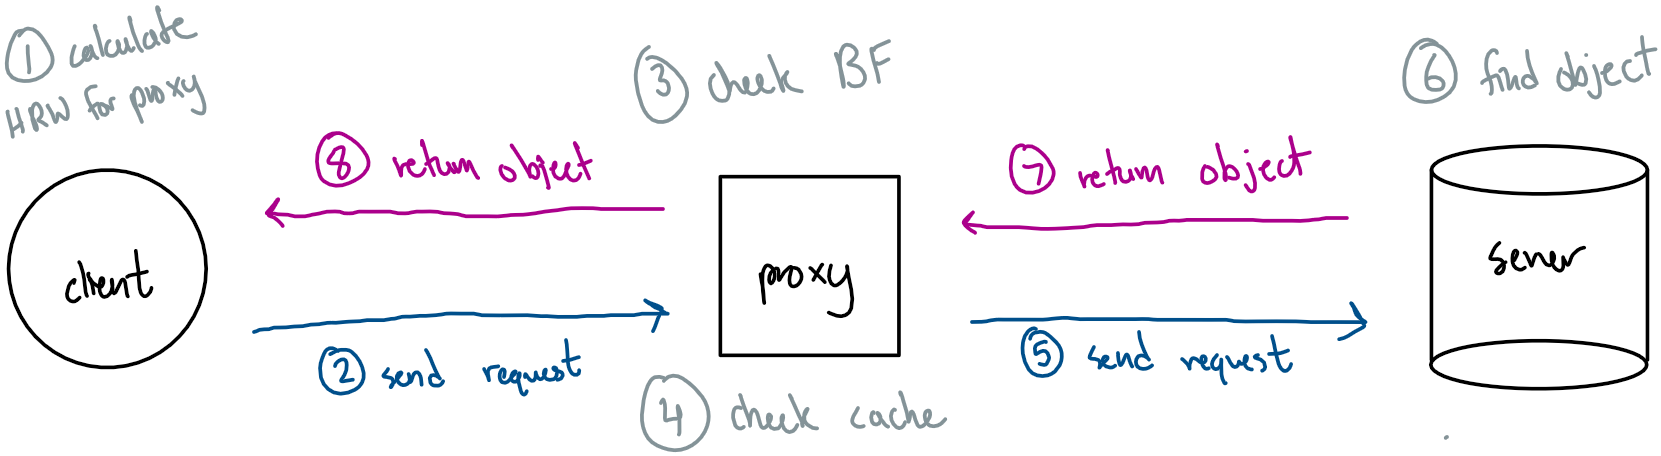 ① calculate
HRW for proxy
③ check BF
⑥ find object
⑧ return object
⑦ return object
client
proxy
server
② send request
⑤ send request
④ check cache